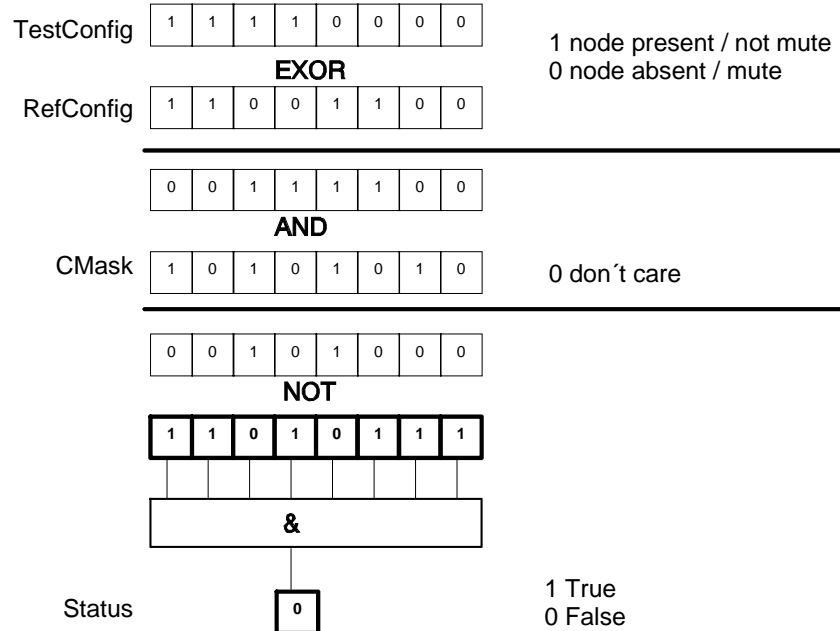 TestConfig 1 1 1 1 0 0 0 0
1 node present / not mute
EXOR
0 node absent / mute
RefConfig 1 1 0 0 1 1 0 0
0 0 1 1 1 1 0 0
AND
CMask 1 0 1 0 1 0 1 0 0 don´t care
0 0 1 0 1 0 0 0
NOT
1 1 0 1 0 1 1 1
&
1 True
Status 0
0 False